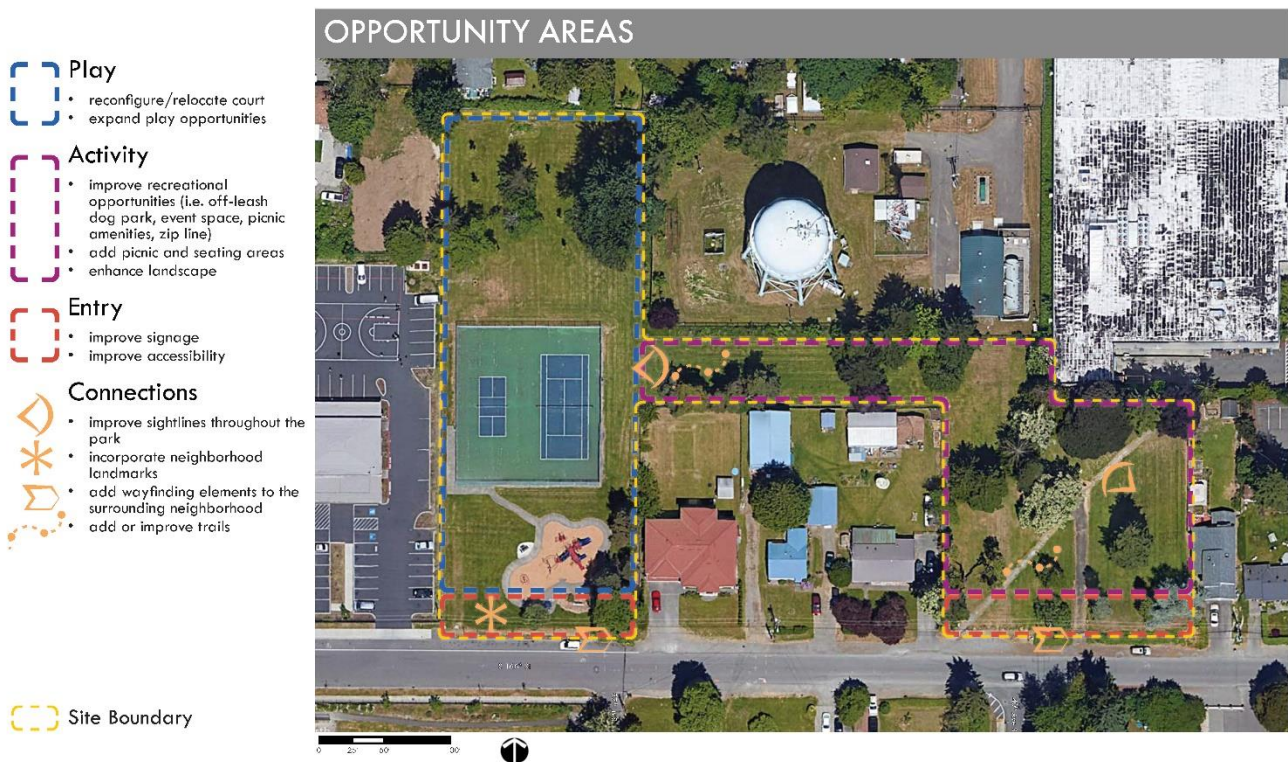 OPPORTUNITY AREAS
Play
• reconfigure/relocate court
• expand play opportunities
Activity
• improve recreational
opportunities (i.e. off-leash
dog park, event space, picnic
amenities, zip line)
• add picnic and seating areas
• enhance landscape
Entry
• improve signage
• improve accessibility
Connections
• improve sightlines throughout the
park
• incorporate neighborhood
landmarks
• add wayfinding elements to the
surrounding neighborhood
• add or improve trails
Site Boundary
0 25'